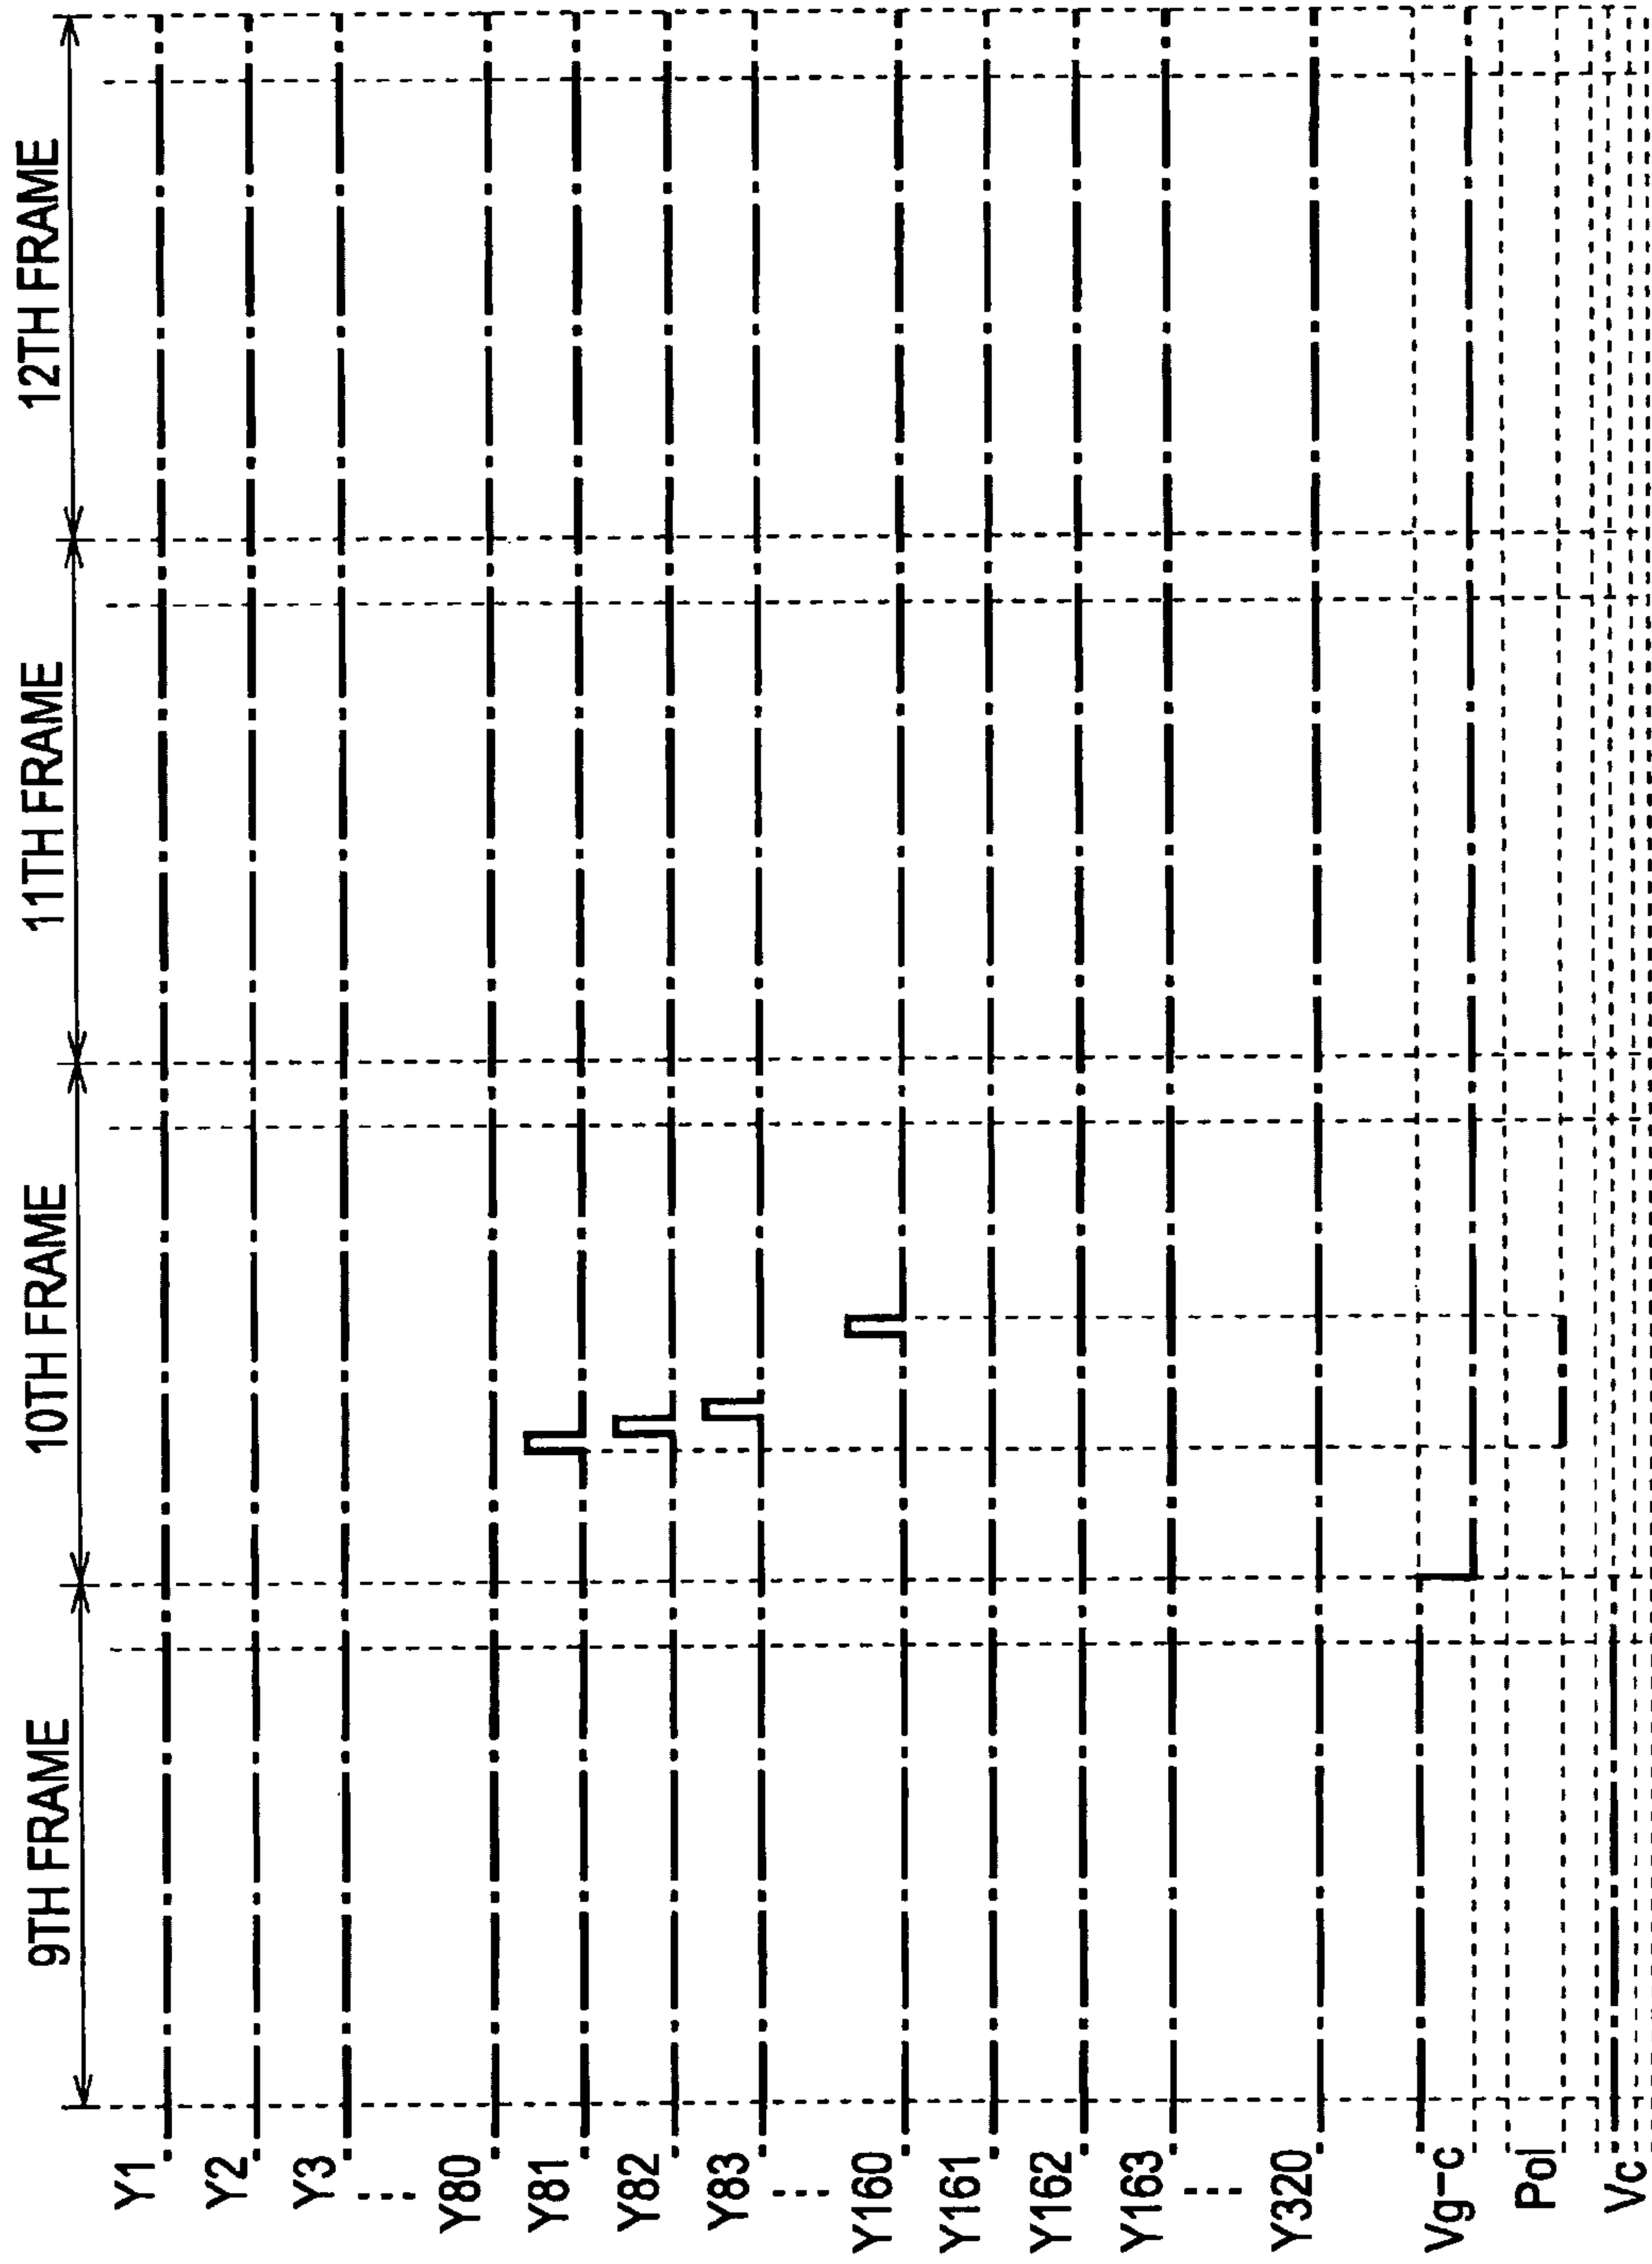 9TH FRAME
10TH FRAME
11TH FRAME
12TH FRAME
Y1
Y2
Y3
Y80
Y81
Y82
Y83
Y160
Y161
Y162
Y163
Y320
Vg-c
Pol
Vc